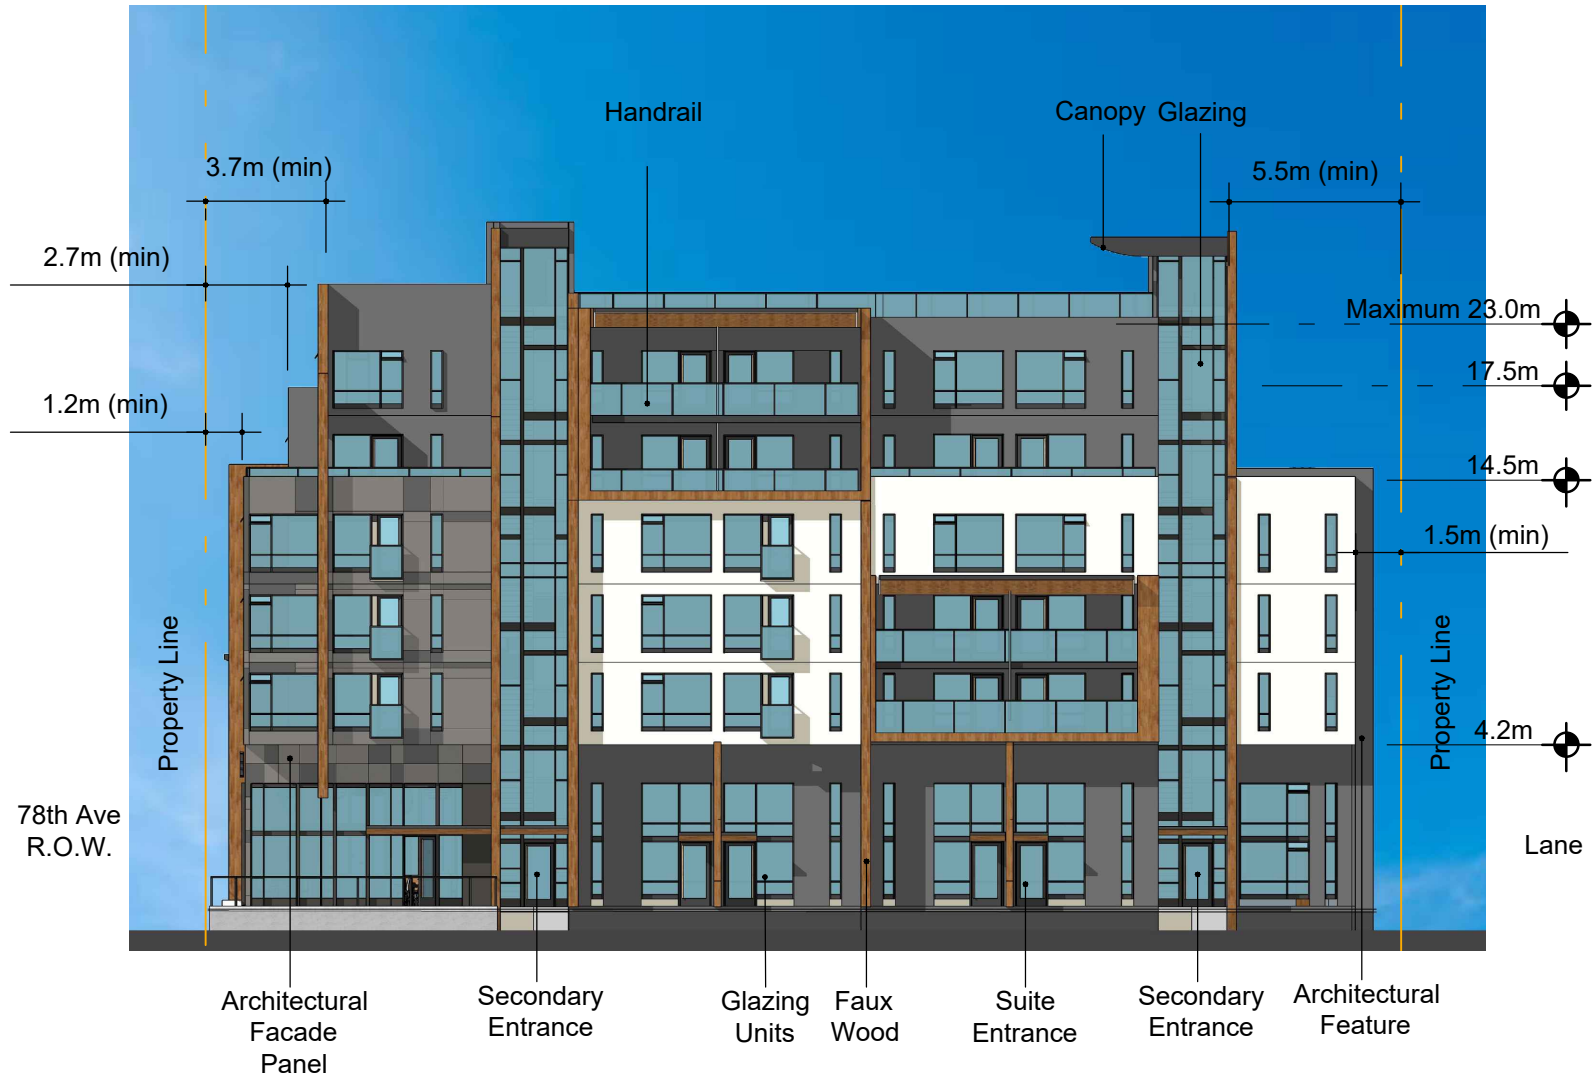 Handrail
Canopy Glazing
3.7m (min)
5.5m (min)
2.7m (min)
Maximum 23.0m
17.5m
1.2m (min)
14.5m
1.5m (min)
Property Line
Property Line
4.2m
78th Ave
R.O.W.
Lane
Architectural
Facade
Panel
Secondary
Entrance
Glazing
Units
Faux
Wood
Suite
Entrance
Secondary
Entrance
Architectural
Feature